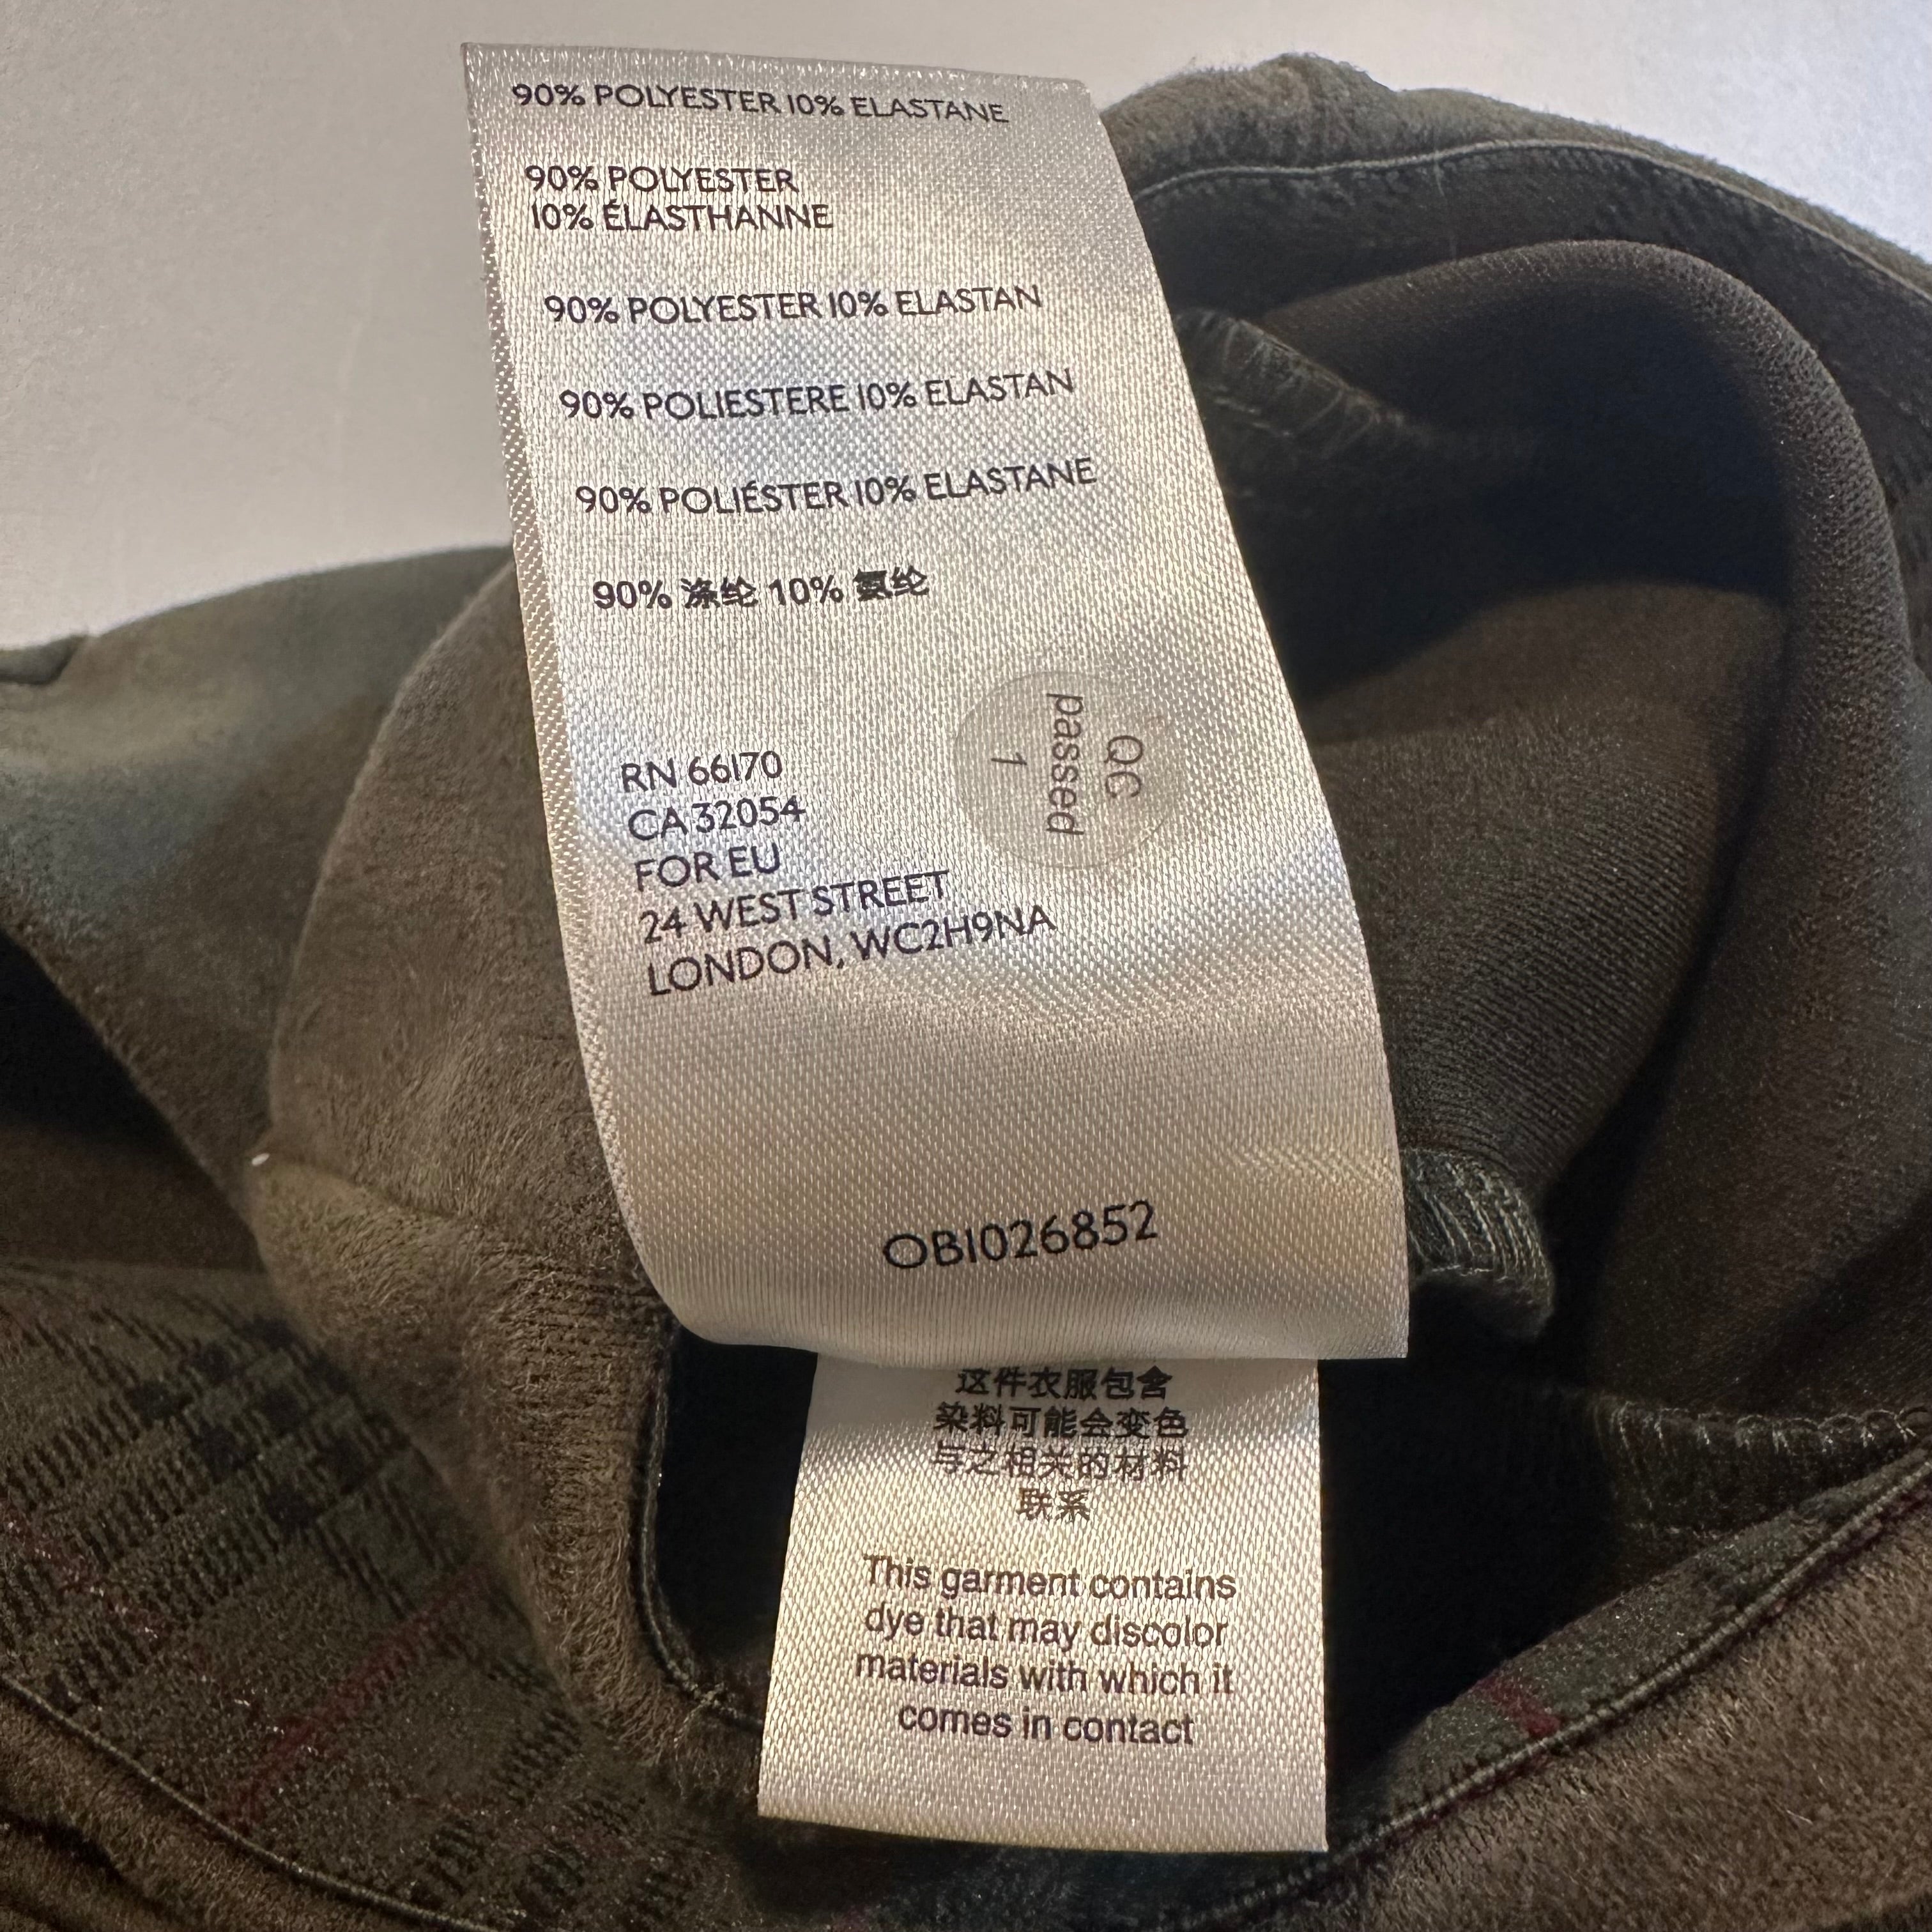 90% POLYESTER 10% ELASTANE
90% POLYESTER
10% ÉLASTHANNE
90% POLYESTER 10% ELASTAN
90% POLIESTERE 10% ELASTAN
90% POLIÉSTER 10% ELASTANE
90% 涤纶 10% 氨纶
QC
passed
1
RN 66170
CA 32054
FOR EU
24 WEST STREET
LONDON, WC2H9NA
OB1026852
这件衣服包含
染料可能会变色
与之相关的材料
联系
This garment contains
dye that may discolor
materials with which it
comes in contact